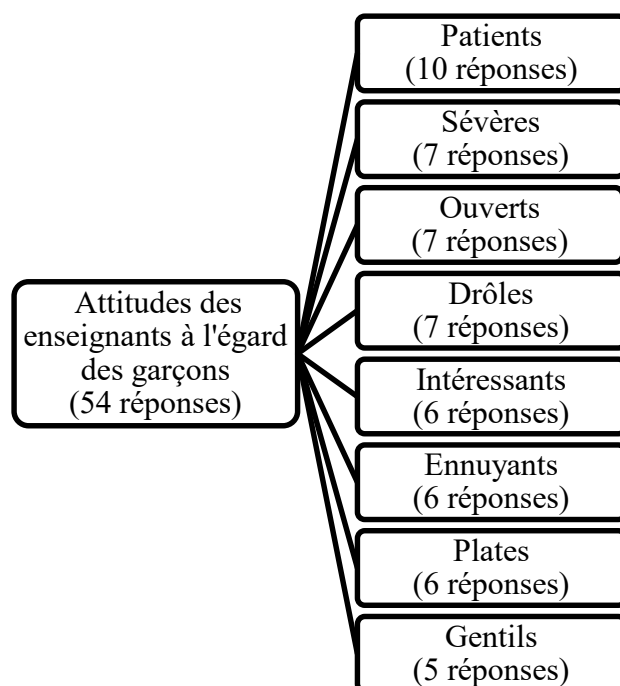 Attitudes des
enseignants à l'égard
des garçons
(54 réponses)
Patients
(10 réponses)
Sévères
(7 réponses)
Ouverts
(7 réponses)
Drôles
(7 réponses)
Intéressants
(6 réponses)
Ennuyants
(6 réponses)
Plates
(6 réponses)
Gentils
(5 réponses)